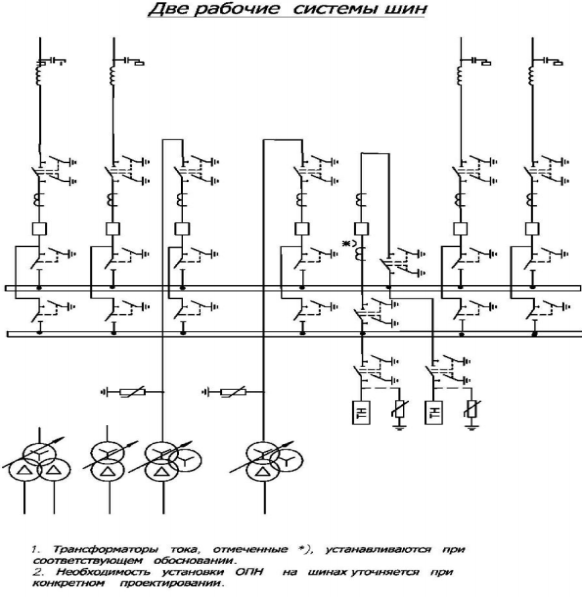 Две рабочие системы шин
ж)
ТН
ТН
1. Трансформаторы тока, отмеченные *), устанавливаются при
соответствующем обосновании.
2. Необходимость установки ОПН на шинах уточняется при
конкретном проектировании.